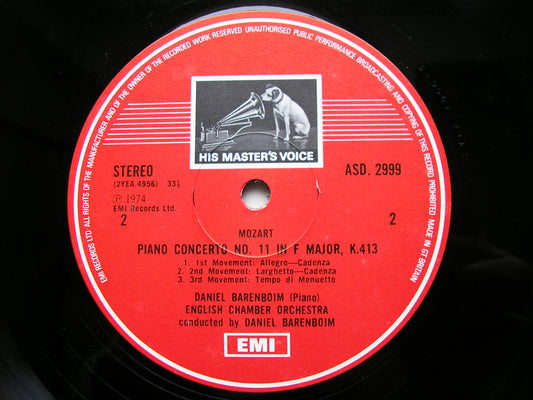 EMI RECORDS LTD ALL RIGHTS OF THE MANUFACTURER AND OF THE OWNER OF THE RECORDED WORK RESERVED UNAUTHORISED PUBLIC PERFORMANCE BROADCASTING AND COPYING OF THIS RECORD PROHIBITED MADE IN GT BRITAIN
HIS MASTER'S VOICE
STEREO
ASD. 2999
(2YEA.4956) 33⅓
℗ 1974
EMI Records Ltd.
2
2
MOZART
PIANO CONCERTO NO. 11 IN F MAJOR, K.413
1. 1st Movement: Allegro—Cadenza
2. 2nd Movement: Larghetto—Cadenza
3. 3rd Movement: Tempo di Menuetto
DANIEL BARENBOIM (Piano)
ENGLISH CHAMBER ORCHESTRA
conducted by DANIEL BARENBOIM
EMI